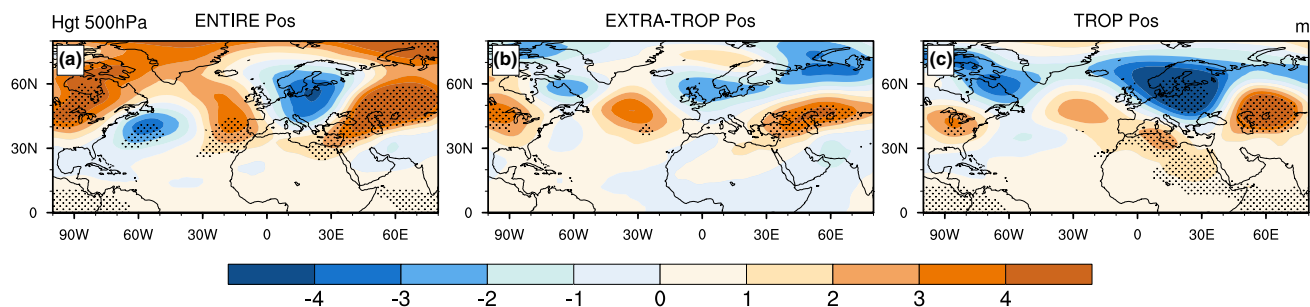 Hgt 500hPa ENTIRE Pos EXTRA-TROP Pos TROP Pos m
(a) (b) (c)
60N 60N 60N
30N 30N 30N
0 0 0
90W 60W 30W 0 30E 60E 90W 60W 30W 0 30E 60E 90W 60W 30W 0 30E 60E
-4 -3 -2 -1 0 1 2 3 4